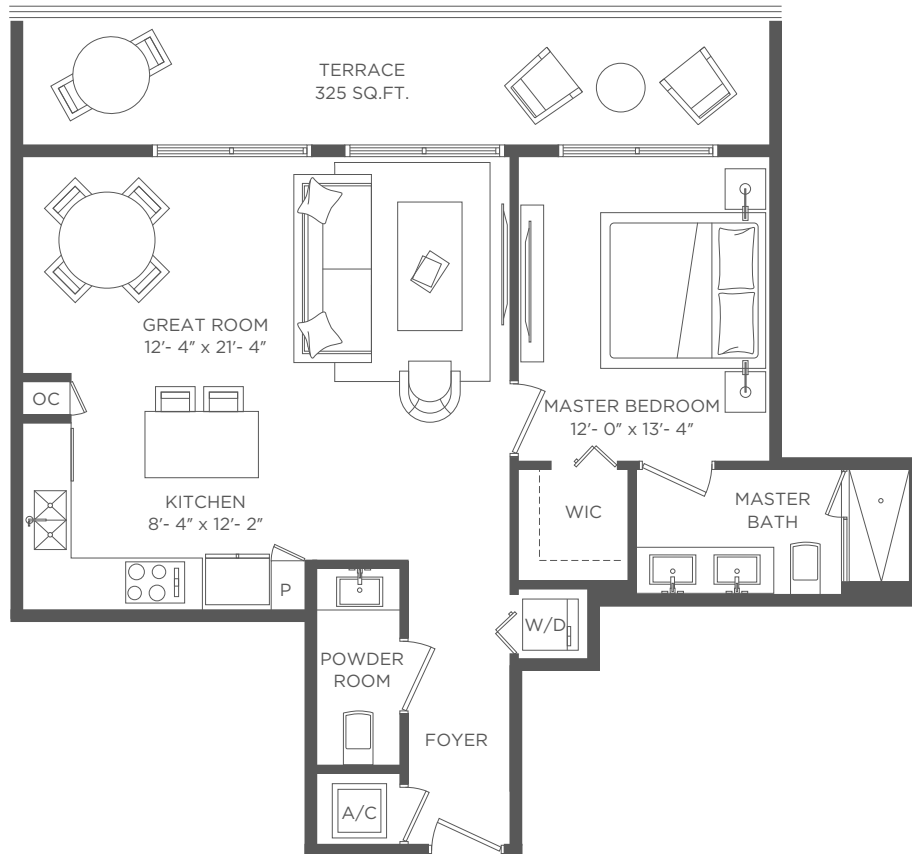 TERRACE
325 SQ.FT.
GREAT ROOM
12'- 4" x 21'- 4"
OC
MASTER BEDROOM
12'- 0" x 13'- 4"
KITCHEN
8'- 4" x 12'- 2"
WIC
MASTER
BATH
P
W/D
POWDER
ROOM
FOYER
A/C